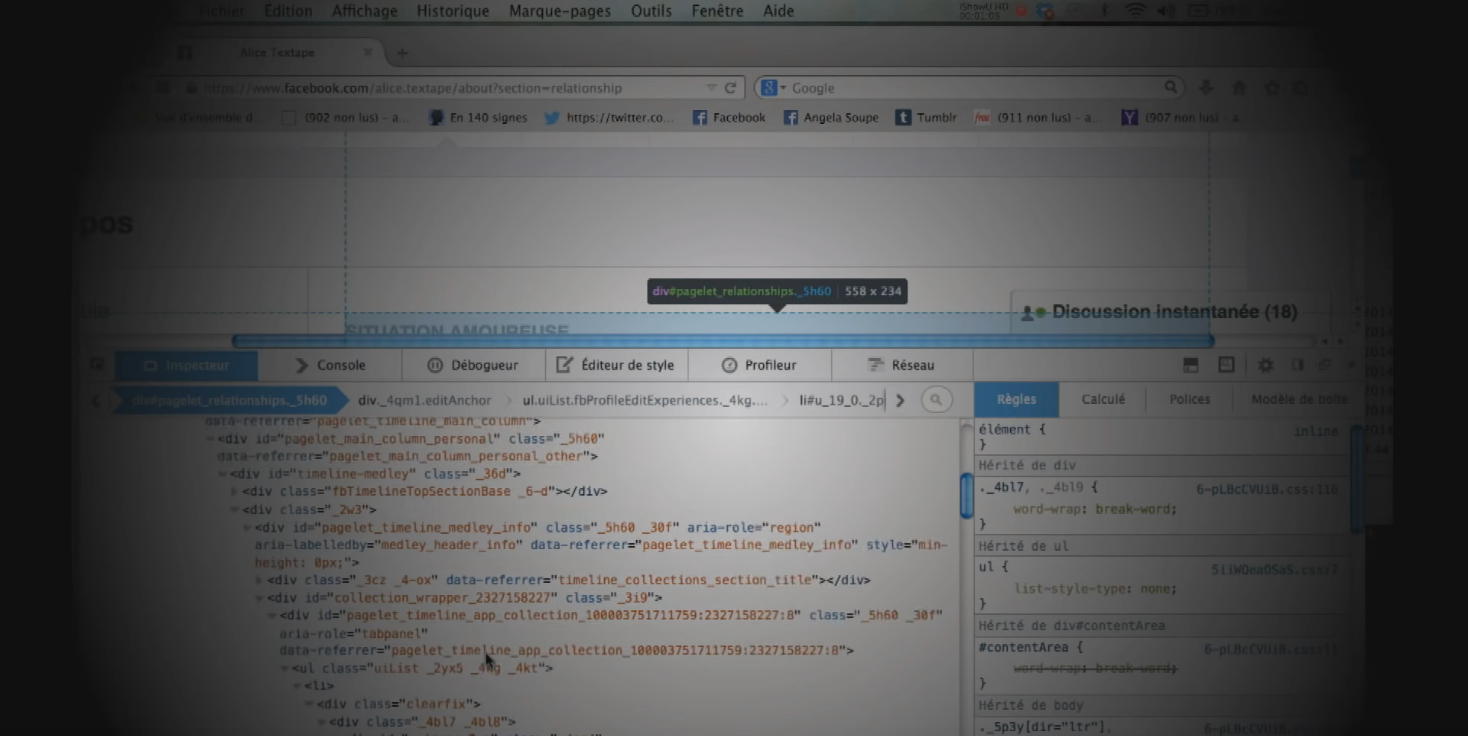 Fichier Édition Affichage Historique Marque-pages Outils Fenêtre Aide
iShowU HD
00:01:05
Alice Textape
https://www.facebook.com/alice.textape/about?section=relationship
Google
Vue d'ensemble d...
(902 non lus) – a...
En 140 signes
https://twitter.co...
Facebook
Angela Soupe
Tumblr
free (911 non lus) – a...
(907 non lus) – a
pos
div#pagelet_relationships._5h60 558 x 234
SITUATION AMOUREUSE
Discussion instantanée (18)
Inspecteur Console Débogueur Éditeur de style Profileur Réseau
div#pagelet_relationships._5h60 div._4qm1.editAnchor ul.uiList.fbProfileEditExperiences._4kg.... li#u_19_0._2p
data-referrer="pagelet_timeline_main_column">
<div id="pagelet_main_column_personal" class="_5h60"
data-referrer="pagelet_main_column_personal_other">
<div id="timeline-medley" class="_36d">
<div class="fbTimelineTopSectionBase _6-d"></div>
<div class="_2w3">
<div id="pagelet_timeline_medley_info" class="_5h60 _30f" aria-role="region"
aria-labelledby="medley_header_info" data-referrer="pagelet_timeline_medley_info" style="min-
height: 0px;">
<div class="_3cz _4-ox" data-referrer="timeline_collections_section_title"></div>
<div id="collection_wrapper_2327158227" class="_3i9">
<div id="pagelet_timeline_app_collection_100003751711759:2327158227:8" class="_5h60 _30f"
aria-role="tabpanel"
data-referrer="pagelet_timeline_app_collection_100003751711759:2327158227:8">
<ul class="uiList _2yx5 _4kg _4kt">
<li>
<div class="clearfix">
<div class="_4bl7 _4bl8">
Règles Calculé Polices Modèle de boîte
élément { inline
}
Hérité de div
._4bl7, ._4bl9 { 6-pLBcCVUiB.css:116
word-wrap: break-word;
}
Hérité de ul
ul { 5iiWQeaOSaS.css:7
list-style-type: none;
}
Hérité de div#contentArea
#contentArea { 6-pLBcCVUiB.css:11
word-wrap: break-word;
}
Hérité de body
._5p3y[dir="ltr"],